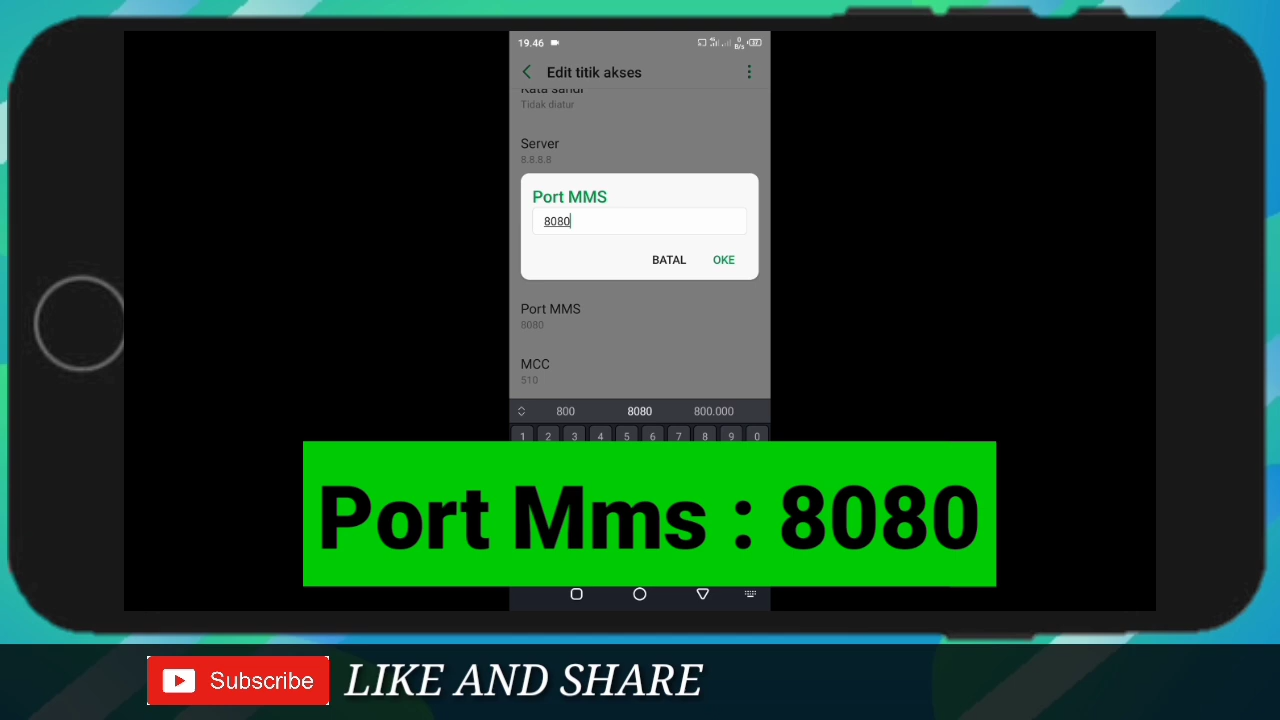 19.46
0
B/s
37
Edit titik akses
Kata sandi
Tidak diatur
Server
8.8.8.8
Port MMS
8080
BATAL OKE
Port MMS
8080
MCC
510
800 8080 800.000
1 2 3 4 5 6 7 8 9 0
Port Mms : 8080
Subscribe LIKE AND SHARE